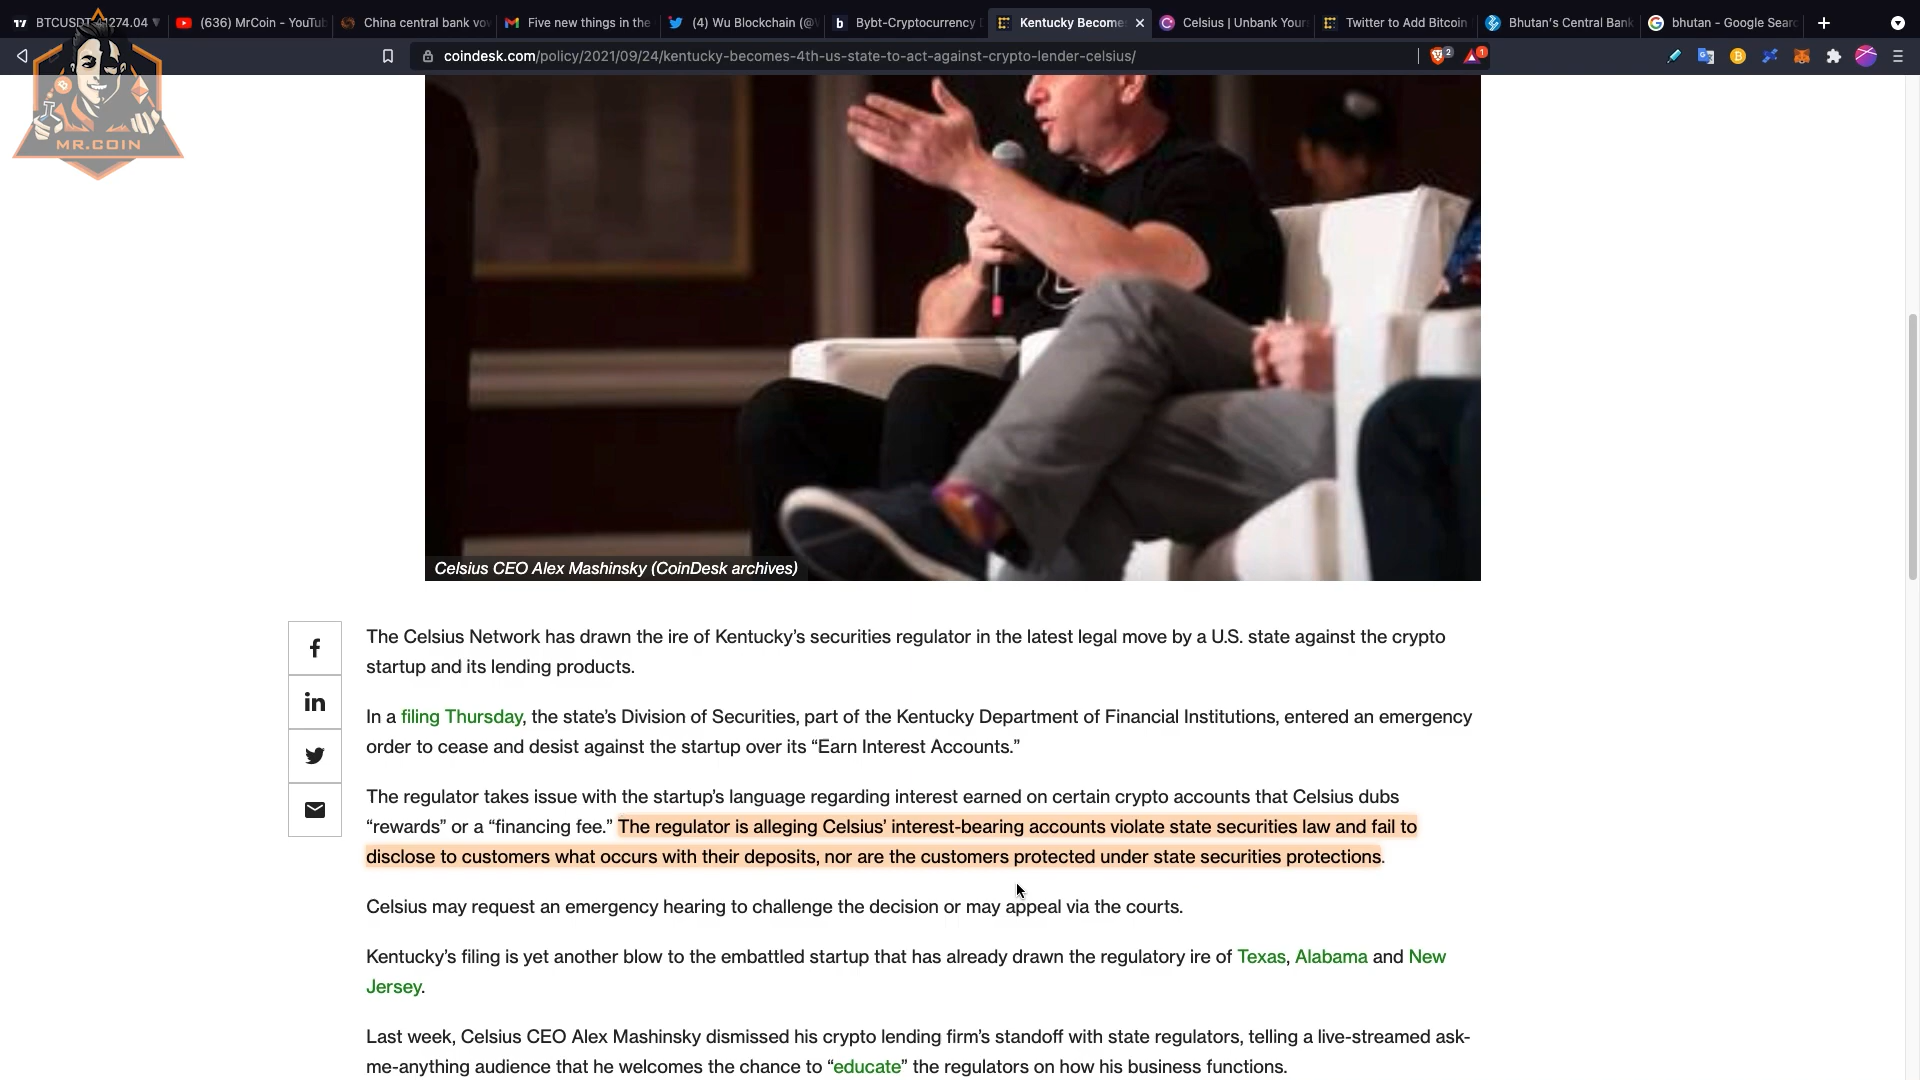 BTCUSDT 41274.04
(636) MrCoin - YouTub
China central bank vow
Five new things in the
(4) Wu Blockchain (@
Bybt-Cryptocurrency
Kentucky Become
Celsius | Unbank Your
Twitter to Add Bitcoin
Bhutan's Central Bank
bhutan - Google Searc
coindesk.com/policy/2021/09/24/kentucky-becomes-4th-us-state-to-act-against-crypto-lender-celsius/
2
1
MR.COIN
Celsius CEO Alex Mashinsky (CoinDesk archives)
The Celsius Network has drawn the ire of Kentucky's securities regulator in the latest legal move by a U.S. state against the crypto
startup and its lending products.
In a filing Thursday, the state's Division of Securities, part of the Kentucky Department of Financial Institutions, entered an emergency
order to cease and desist against the startup over its “Earn Interest Accounts.”
The regulator takes issue with the startup's language regarding interest earned on certain crypto accounts that Celsius dubs
“rewards” or a “financing fee.” The regulator is alleging Celsius' interest-bearing accounts violate state securities law and fail to
disclose to customers what occurs with their deposits, nor are the customers protected under state securities protections.
Celsius may request an emergency hearing to challenge the decision or may appeal via the courts.
Kentucky's filing is yet another blow to the embattled startup that has already drawn the regulatory ire of Texas, Alabama and New
Jersey.
Last week, Celsius CEO Alex Mashinsky dismissed his crypto lending firm's standoff with state regulators, telling a live-streamed ask-
me-anything audience that he welcomes the chance to “educate” the regulators on how his business functions.